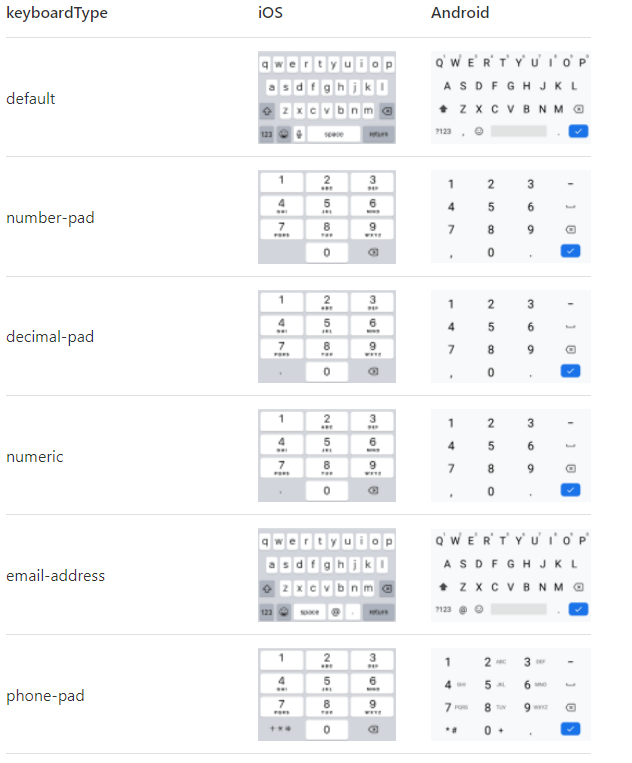 keyboardType iOS Android
default
q w e r t y u i o p
a s d f g h j k l
z x c v b n m
123 space return
Q W E R T Y U I O P
A S D F G H J K L
Z X C V B N M
?123 , .
number-pad
1 2 3
ABC DEF
4 5 6
GHI JKL MNO
7 8 9
PQRS TUV WXYZ
0
1 2 3 -
4 5 6
7 8 9
, 0 .
decimal-pad
1 2 3
ABC DEF
4 5 6
GHI JKL MNO
7 8 9
PQRS TUV WXYZ
. 0
1 2 3 -
4 5 6
7 8 9
, 0 .
numeric
1 2 3
ABC DEF
4 5 6
GHI JKL MNO
7 8 9
PQRS TUV WXYZ
. 0
1 2 3 -
4 5 6
7 8 9
, 0 .
email-address
q w e r t y u i o p
a s d f g h j k l
z x c v b n m
123 space @ . return
Q W E R T Y U I O P
A S D F G H J K L
Z X C V B N M
?123 @ .
phone-pad
1 2 3
ABC DEF
4 5 6
GHI JKL MNO
7 8 9
PQRS TUV WXYZ
+ * # 0
1 2 ABC 3 DEF -
4 GHI 5 JKL 6 MNO
7 PQRS 8 TUV 9 WXYZ
* # 0 + .